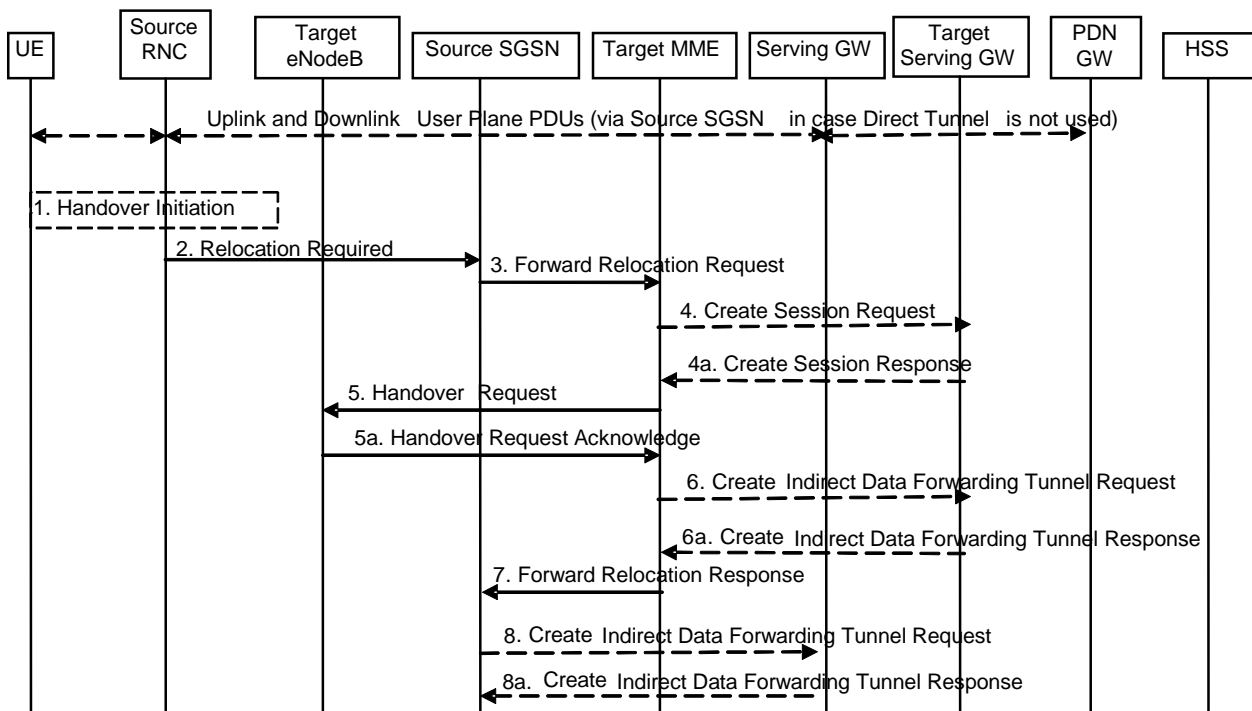 UE
Source
RNC
Target
eNodeB
Source SGSN
Target MME
Serving GW
Target
Serving GW
PDN
GW
HSS
Uplink and Downlink User Plane PDUs (via Source SGSN in case Direct Tunnel is not used)
1. Handover Initiation
2. Relocation Required
3. Forward Relocation Request
4. Create Session Request
4a. Create Session Response
5. Handover Request
5a. Handover Request Acknowledge
6. Create Indirect Data Forwarding Tunnel Request
6a. Create Indirect Data Forwarding Tunnel Response
7. Forward Relocation Response
8. Create Indirect Data Forwarding Tunnel Request
8a. Create Indirect Data Forwarding Tunnel Response